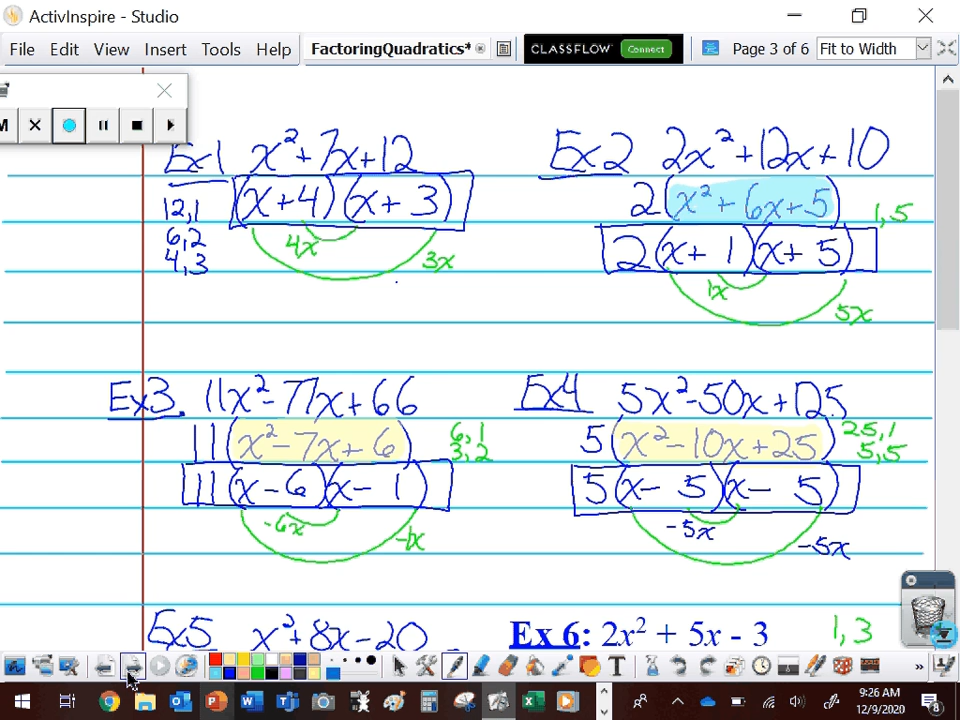 ActivInspire - Studio
File Edit View Insert Tools Help FactoringQuadratics* CLASSFLOW Connect Page 3 of 6 Fit to Width
M
Ex1 x²+7x+12
(x+4)(x+3)
12,1
6,2
4,3
4x
3x
Ex2 2x²+12x+10
2(x²+6x+5)
1,5
2(x+1)(x+5)
1x
5x
Ex3. 11x²-77x+66
11(x²-7x+6)
6,1
3,2
11(x-6)(x-1)
-6x
-1x
Ex4 5x²-50x+125
5(x²-10x+25)
25,1
5,5
5(x-5)(x-5)
-5x
-5x
Ex5 x²+8x-20
Ex 6: 2x² + 5x - 3
1,3
T
»
9:26 AM
12/9/2020
8